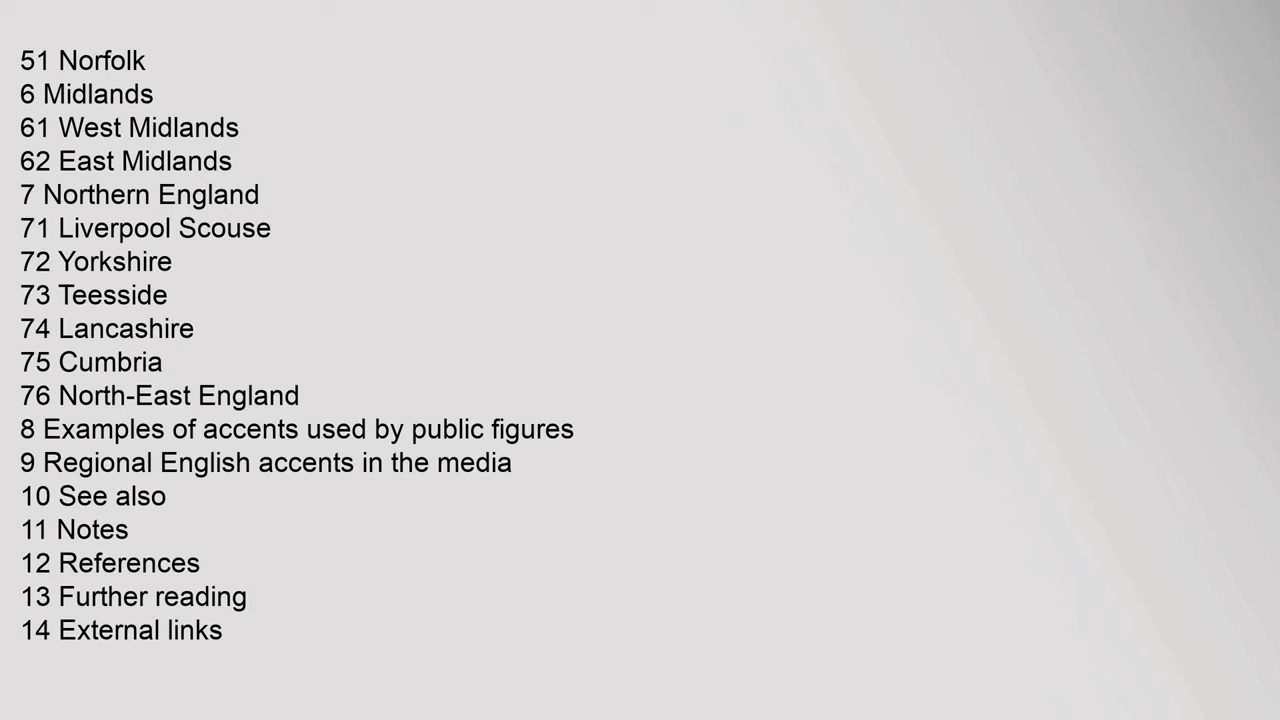 51 Norfolk
6 Midlands
61 West Midlands
62 East Midlands
7 Northern England
71 Liverpool Scouse
72 Yorkshire
73 Teesside
74 Lancashire
75 Cumbria
76 North-East England
8 Examples of accents used by public figures
9 Regional English accents in the media
10 See also
11 Notes
12 References
13 Further reading
14 External links